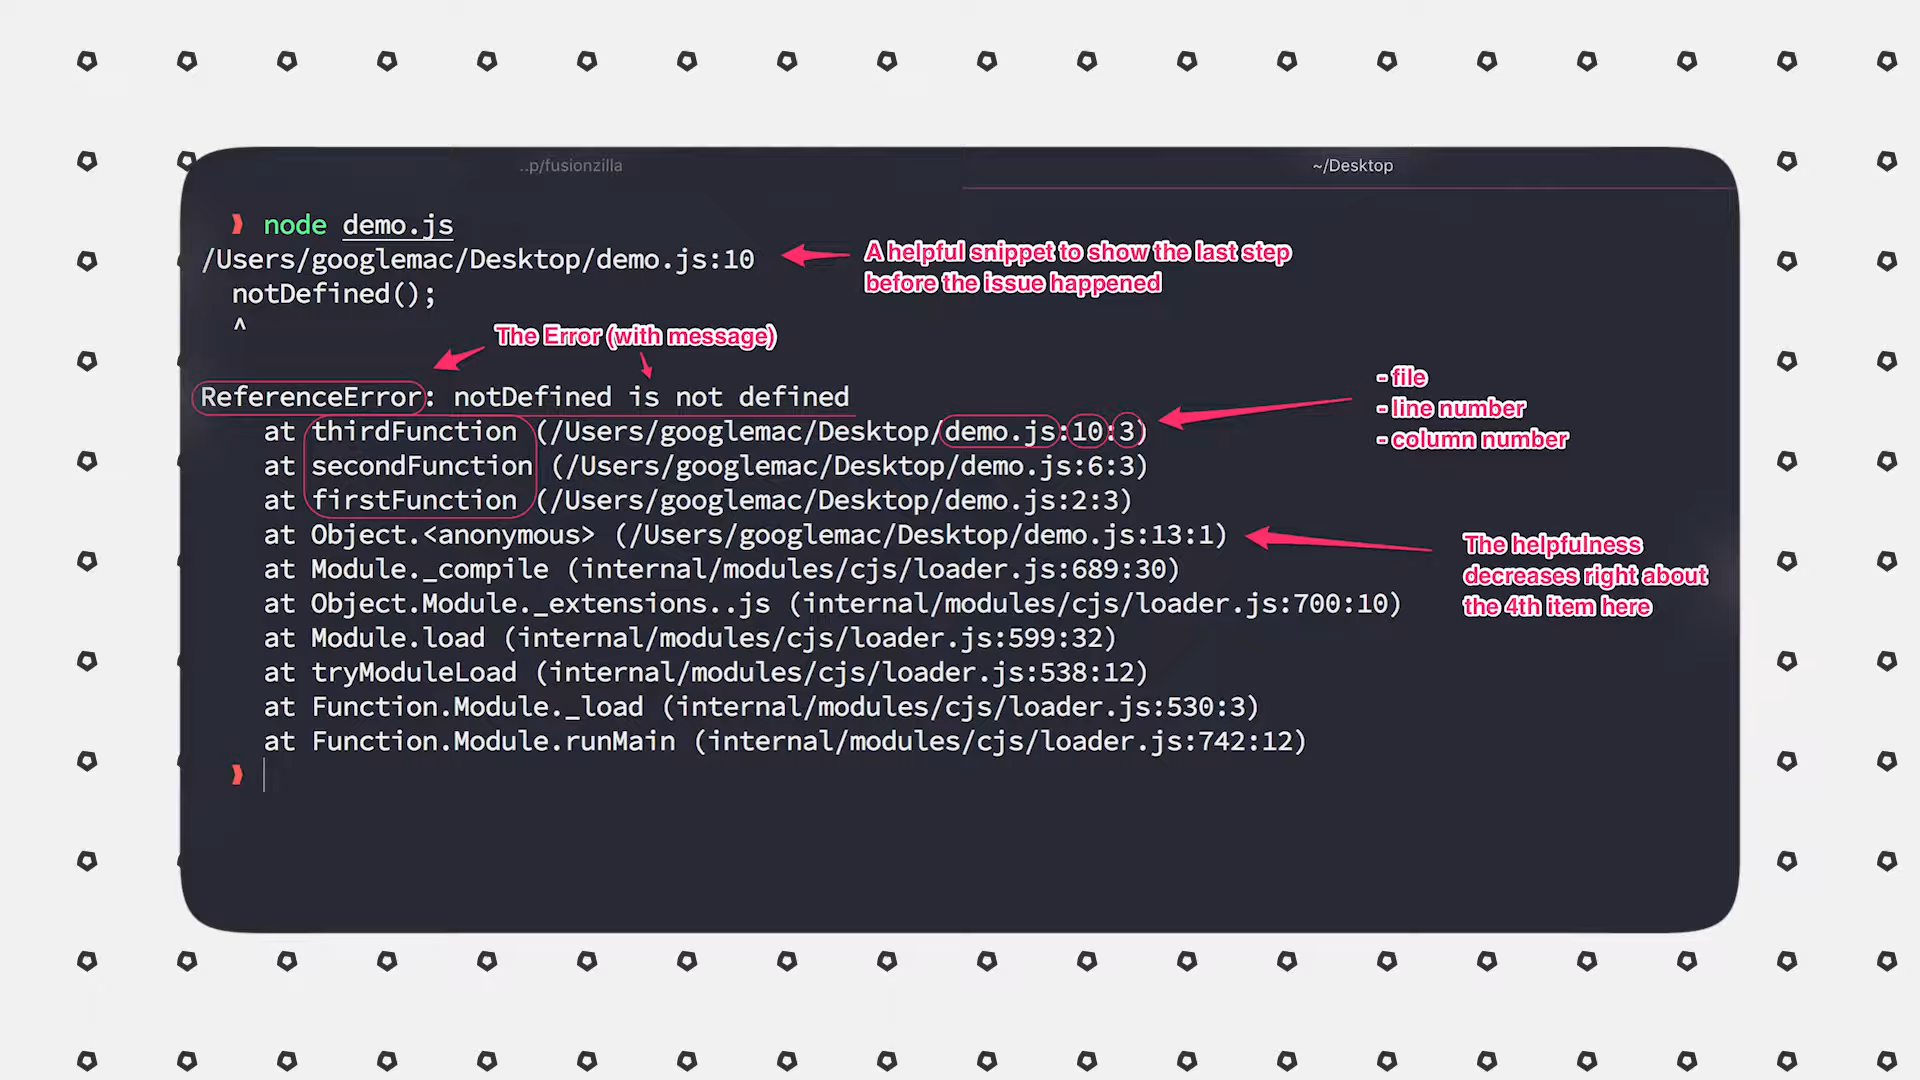 ..p/fusionzilla
~/Desktop
❱ node demo.js
/Users/googlemac/Desktop/demo.js:10
A helpful snippet to show the last step
before the issue happened
notDefined();
^
The Error (with message)
ReferenceError: notDefined is not defined
- file
- line number
- column number
at thirdFunction (/Users/googlemac/Desktop/demo.js:10:3)
at secondFunction (/Users/googlemac/Desktop/demo.js:6:3)
at firstFunction (/Users/googlemac/Desktop/demo.js:2:3)
at Object.<anonymous> (/Users/googlemac/Desktop/demo.js:13:1)
The helpfulness
decreases right about
the 4th item here
at Module._compile (internal/modules/cjs/loader.js:689:30)
at Object.Module._extensions..js (internal/modules/cjs/loader.js:700:10)
at Module.load (internal/modules/cjs/loader.js:599:32)
at tryModuleLoad (internal/modules/cjs/loader.js:538:12)
at Function.Module._load (internal/modules/cjs/loader.js:530:3)
at Function.Module.runMain (internal/modules/cjs/loader.js:742:12)
❱